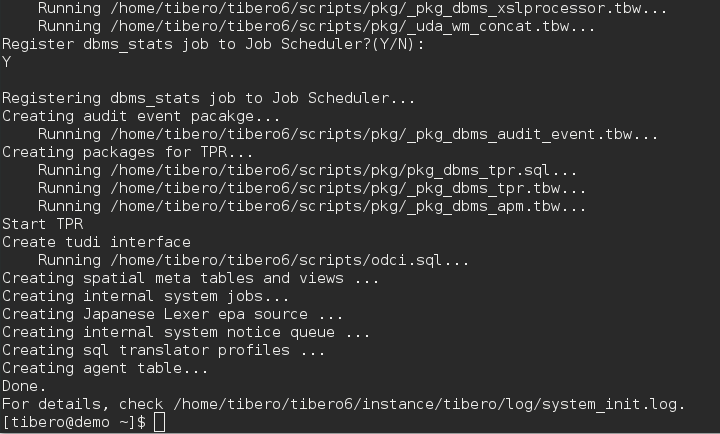 Running /home/tibero/tibero6/scripts/pkg/_pkg_dbms_xslprocessor.tbw...
Running /home/tibero/tibero6/scripts/pkg/_uda_wm_concat.tbw...
Register dbms_stats job to Job Scheduler?(Y/N):
Y
Registering dbms_stats job to Job Scheduler...
Creating audit event pacakge...
Running /home/tibero/tibero6/scripts/pkg/_pkg_dbms_audit_event.tbw...
Creating packages for TPR...
Running /home/tibero/tibero6/scripts/pkg/pkg_dbms_tpr.sql...
Running /home/tibero/tibero6/scripts/pkg/_pkg_dbms_tpr.tbw...
Running /home/tibero/tibero6/scripts/pkg/_pkg_dbms_apm.tbw...
Start TPR
Create tudi interface
Running /home/tibero/tibero6/scripts/odci.sql...
Creating spatial meta tables and views ...
Creating internal system jobs...
Creating Japanese Lexer epa source ...
Creating internal system notice queue ...
Creating sql translator profiles ...
Creating agent table...
Done.
For details, check /home/tibero/tibero6/instance/tibero/log/system_init.log.
[tibero@demo ~]$